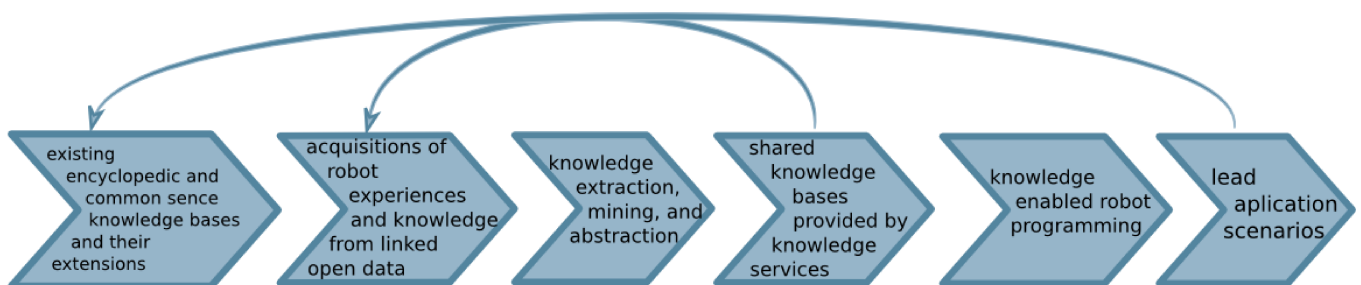 existing
encyclopedic and
common sence
knowledge bases
and their
extensions
acquisitions of
robot
experiences
and knowledge
from linked
open data
knowledge
extraction,
mining, and
abstraction
shared
knowledge
bases
provided by
knowledge
services
knowledge
enabled robot
programming
lead
aplication
scenarios